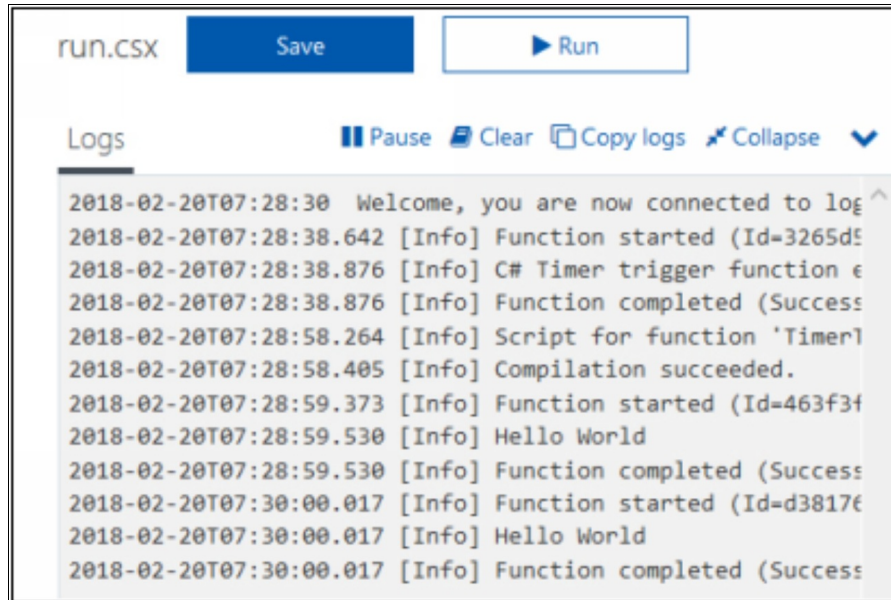 run.csx Save Run
Logs Pause Clear Copy logs Collapse
2018-02-20T07:28:30 Welcome, you are now connected to log
2018-02-20T07:28:38.642 [Info] Function started (Id=3265d5
2018-02-20T07:28:38.876 [Info] C# Timer trigger function e
2018-02-20T07:28:38.876 [Info] Function completed (Success
2018-02-20T07:28:58.264 [Info] Script for function 'TimerT
2018-02-20T07:28:58.405 [Info] Compilation succeeded.
2018-02-20T07:28:59.373 [Info] Function started (Id=463f3f
2018-02-20T07:28:59.530 [Info] Hello World
2018-02-20T07:28:59.530 [Info] Function completed (Success
2018-02-20T07:30:00.017 [Info] Function started (Id=d38176
2018-02-20T07:30:00.017 [Info] Hello World
2018-02-20T07:30:00.017 [Info] Function completed (Success